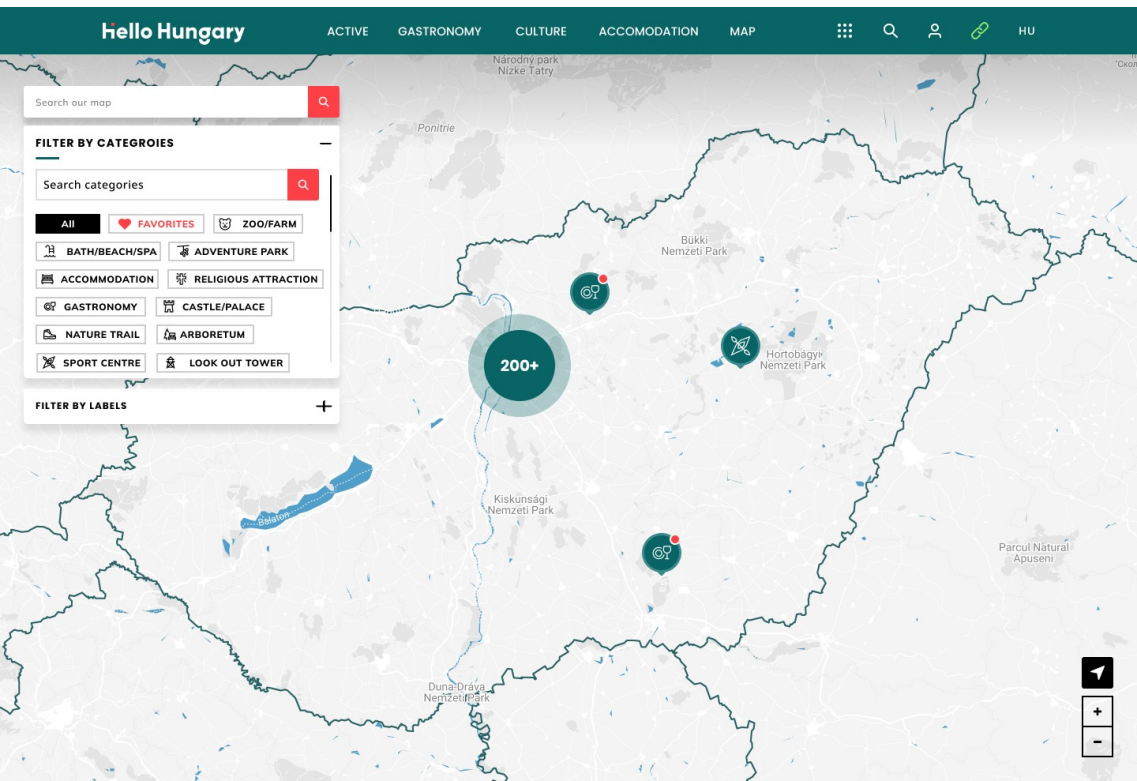 Hello Hungary
ACTIVE GASTRONOMY CULTURE ACCOMODATION MAP HU
Národný park
Nízke Tatry
Search our map
Ponitrie
FILTER BY CATEGROIES
Search categories
All FAVORITES ZOO/FARM
BATH/BEACH/SPA ADVENTURE PARK
ACCOMMODATION RELIGIOUS ATTRACTION
GASTRONOMY CASTLE/PALACE
NATURE TRAIL ARBORETUM
SPORT CENTRE LOOK OUT TOWER
FILTER BY LABELS
Bükki
Nemzeti Park
200+
Hortobágyi
Nemzeti Park
Kiskunsági
Nemzeti Park
Balaton
Parcul Natural
Apuseni
Duna-Dráva
Nemzeti Park
+
-